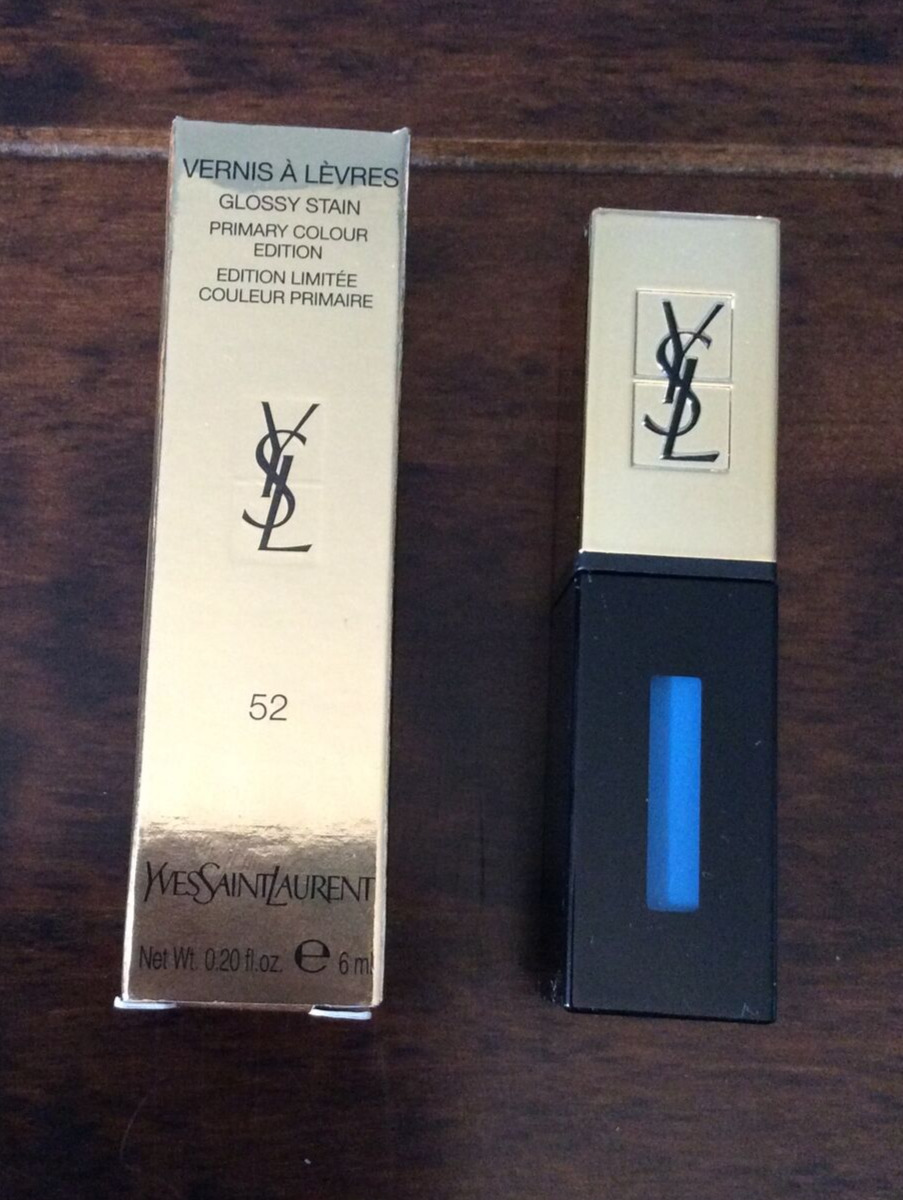 VERNIS À LÈVRES
GLOSSY STAIN
PRIMARY COLOUR
EDITION
EDITION LIMITÉE
COULEUR PRIMAIRE
YSL
52
YVESSAINTLAURENT
Net Wt. 0.20 fl.oz. e 6 ml
YSL